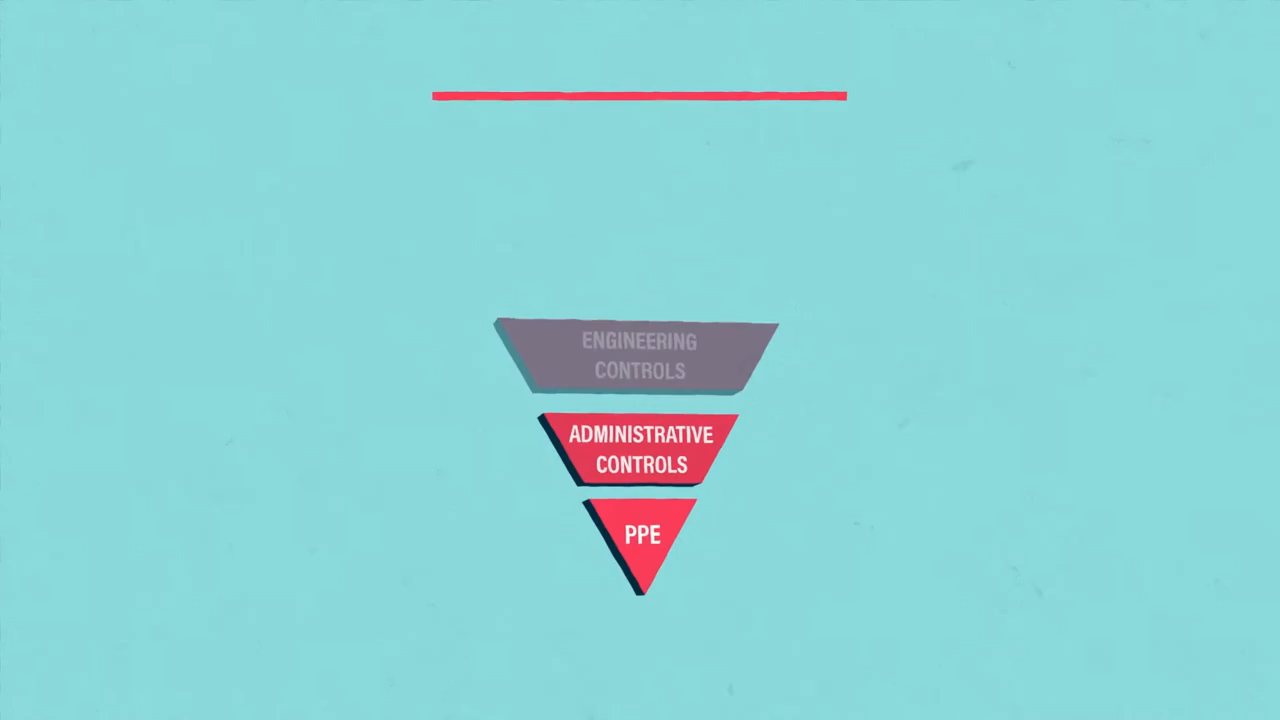 ENGINEERING
CONTROLS
ADMINISTRATIVE
CONTROLS
PPE